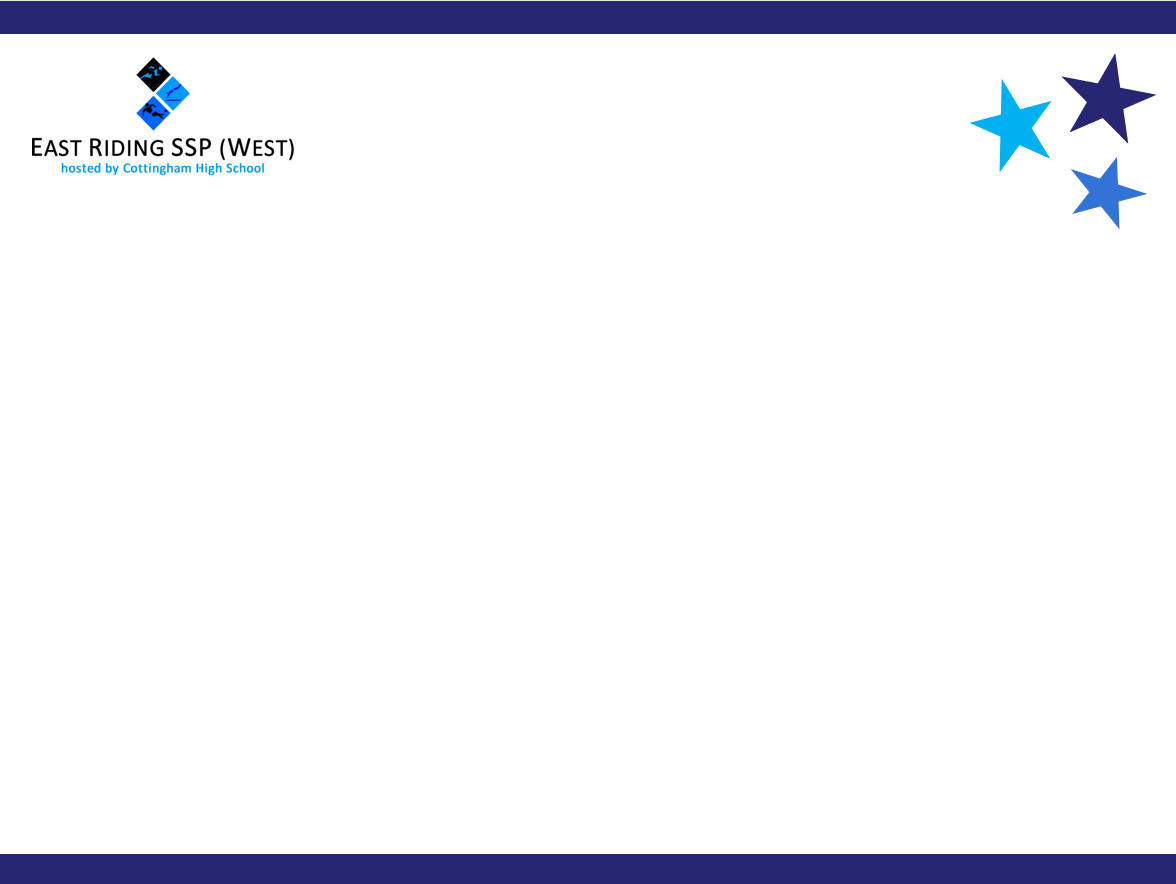 EAST RIDING SSP (WEST)
hosted by Cottingham High School